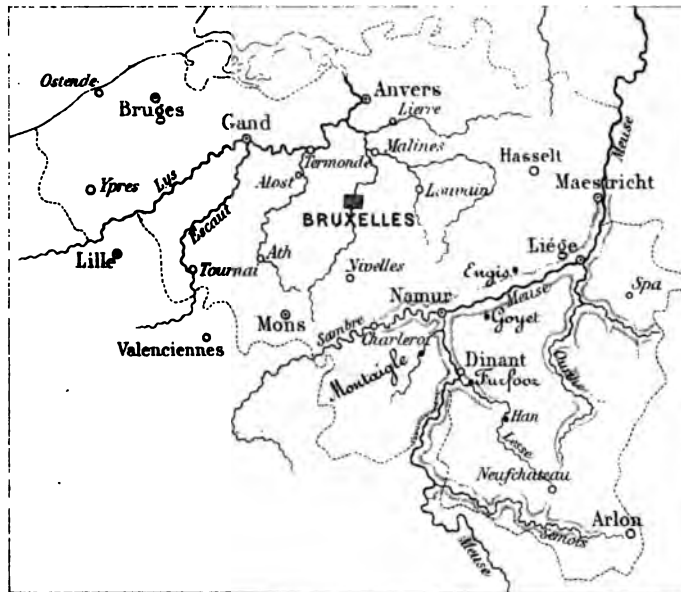 Ostende
Bruges
Anvers
Lierre
Gand
Malines
Termonde
Hasselt
Meuse
Ypres
Lys
Alost
Louvain
Maestricht
BRUXELLES
Escaut
Lille
Ath
Liége
Tournai
Nivelles
Engis
Meuse
Spa
Namur
Goyet
Mons
Sambre
Charleroi
Valenciennes
Montaigle
Dinant
Furfooz
Ourthe
Han
Lesse
Neufchâteau
Arlon
Semois
Meuse